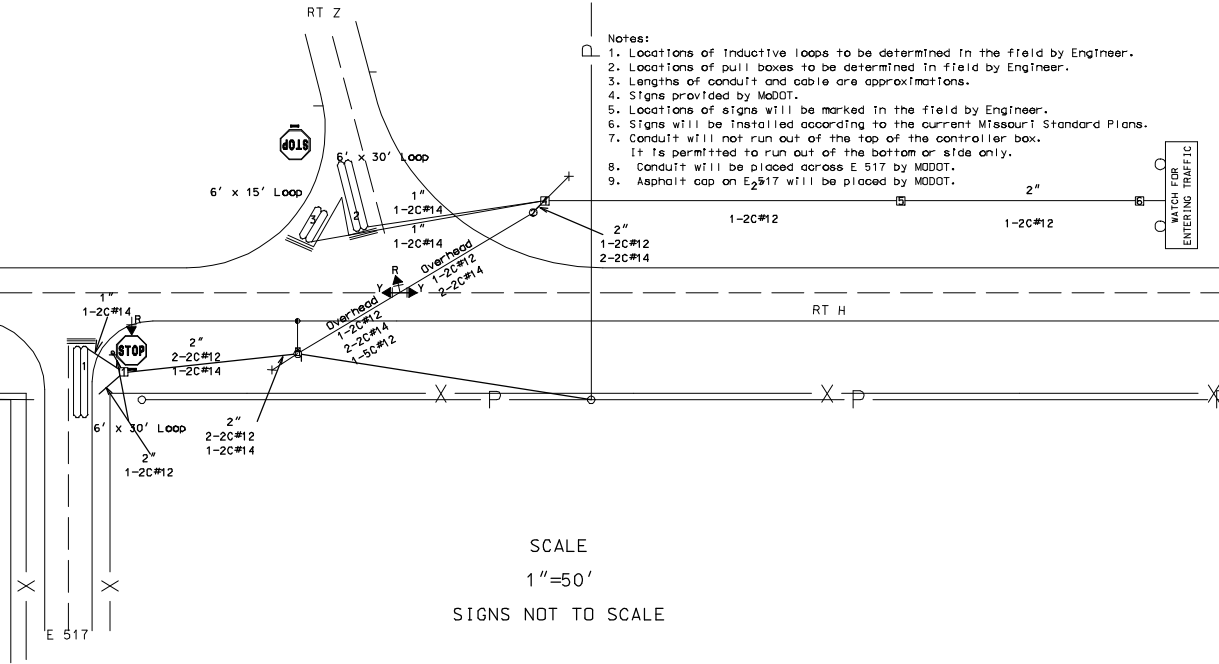 RT Z
P
Notes:
1. Locations of inductive loops to be determined in the field by Engineer.
2. Locations of pull boxes to be determined in field by Engineer.
3. Lengths of conduit and cable are approximations.
4. Signs provided by MoDOT.
5. Locations of signs will be marked in the field by Engineer.
6. Signs will be installed according to the current Missouri Standard Plans.
7. Conduit will not run out of the top of the controller box.
It is permitted to run out of the bottom or side only.
8. Conduit will be placed across E 517 by MODOT.
9. Asphalt cap on E 517 will be placed by MODOT.
STOP
6' x 30' Loop
6' x 15' Loop
1"
1-2C#14
1"
1-2C#14
3
2
4
2"
1-2C#12
5
2"
1-2C#12
6
WATCH FOR
ENTERING TRAFFIC
2"
1-2C#12
2-2C#14
Overhead
1-2C#12
2-2C#14
R
Y
Y
Overhead
1-2C#12
2-2C#14
1-5C#12
RT H
1"
1-2C#14
R
STOP
1
1
2"
2-2C#12
1-2C#14
6' x 30' Loop
2"
1-2C#12
2"
2-2C#12
1-2C#14
X
P
X
P
X
X
X
E 517
SCALE
1"=50'
SIGNS NOT TO SCALE